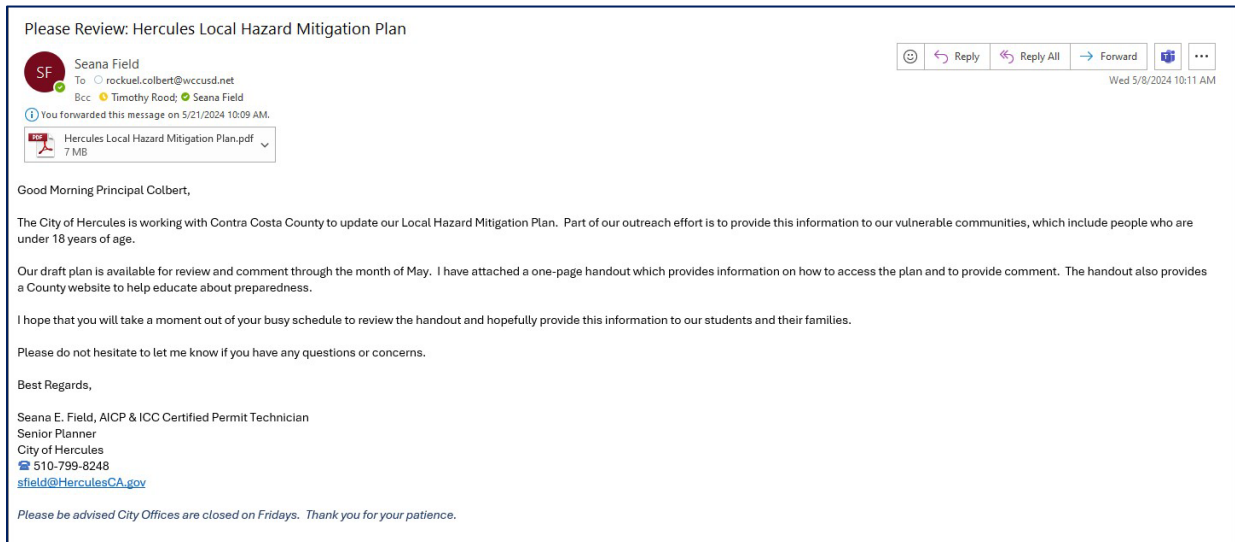 Please Review: Hercules Local Hazard Mitigation Plan
SF
Seana Field
To rockuel.colbert@wccusd.net
Bcc Timothy Rood; Seana Field
Reply Reply All Forward
Wed 5/8/2024 10:11 AM
You forwarded this message on 5/21/2024 10:09 AM.
PDF
Hercules Local Hazard Mitigation Plan.pdf
7 MB
Good Morning Principal Colbert,
The City of Hercules is working with Contra Costa County to update our Local Hazard Mitigation Plan. Part of our outreach effort is to provide this information to our vulnerable communities, which include people who are
under 18 years of age.
Our draft plan is available for review and comment through the month of May. I have attached a one-page handout which provides information on how to access the plan and to provide comment. The handout also provides
a County website to help educate about preparedness.
I hope that you will take a moment out of your busy schedule to review the handout and hopefully provide this information to our students and their families.
Please do not hesitate to let me know if you have any questions or concerns.
Best Regards,
Seana E. Field, AICP & ICC Certified Permit Technician
Senior Planner
City of Hercules
☎ 510-799-8248
sfield@HerculesCA.gov
Please be advised City Offices are closed on Fridays. Thank you for your patience.